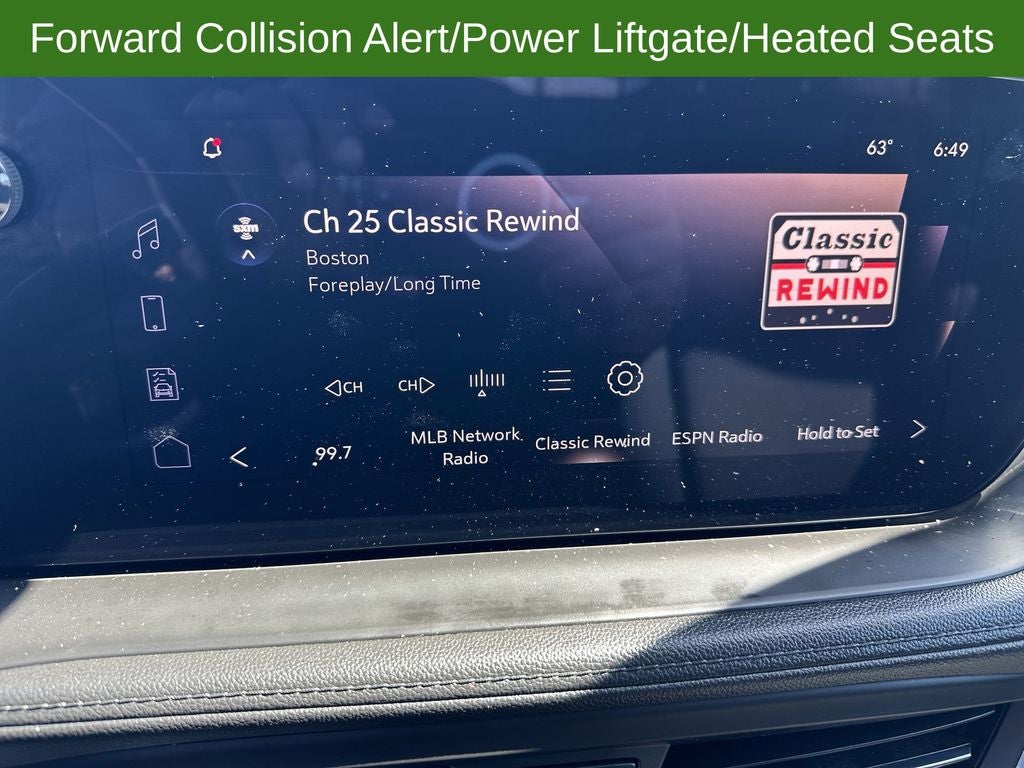 Forward Collision Alert/Power Liftgate/Heated Seats
63° 6:49
sxm
Ch 25 Classic Rewind
Boston
Foreplay/Long Time
Classic
REWIND
CH CH
99.7
MLB Network
Radio
Classic Rewind
ESPN Radio
Hold to Set